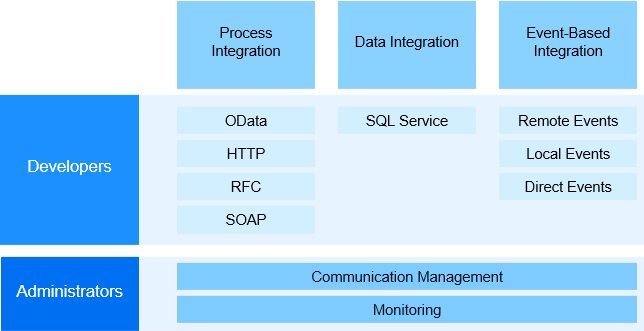 Process
Integration
Data Integration
Event-Based
Integration
Developers
OData
SQL Service
Remote Events
HTTP
Local Events
RFC
Direct Events
SOAP
Administrators
Communication Management
Monitoring